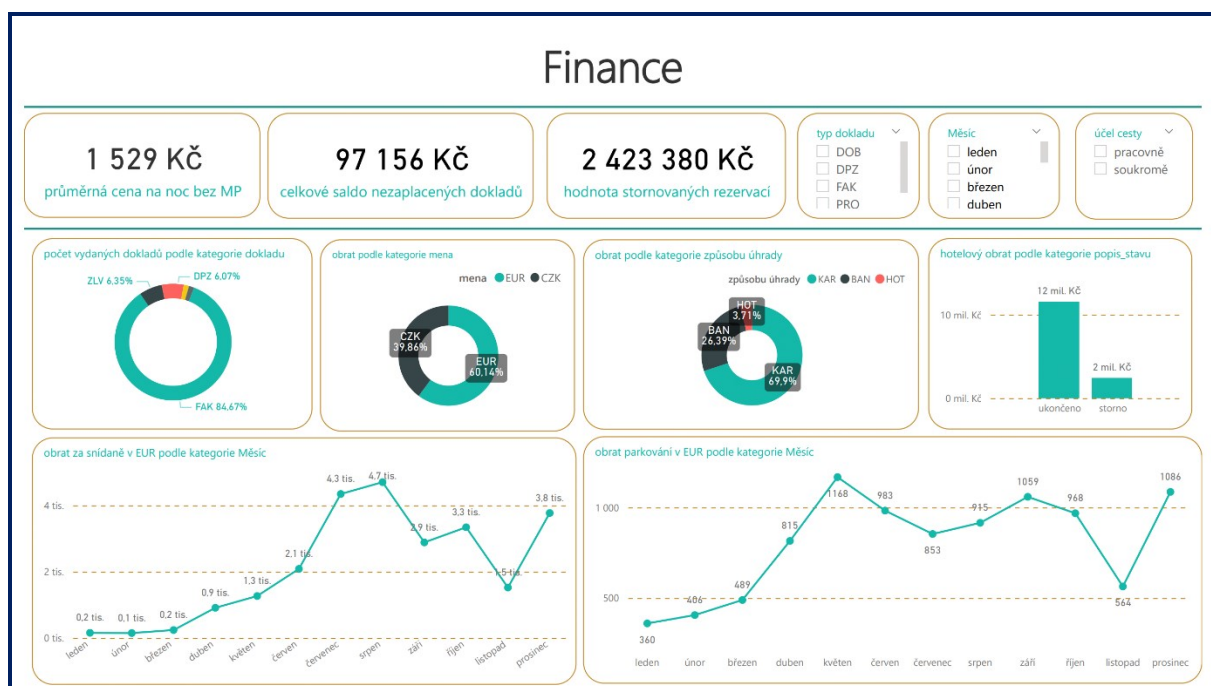 Finance
1 529 KČ
průměrná cena na noc bez MP
97 156 KČ
celkové saldo nezaplacených dokladů
2 423 380 KČ
hodnota stornovaných rezervací
typ dokladu
DOB
DPZ
FAK
PRO
Měsíc
leden
únor
březen
duben
účel cesty
pracovně
soukromě
počet vydaných dokladů podle kategorie dokladu
ZLV 6,35%
DPZ 6,07%
FAK 84,67%
obrat podle kategorie mena
mena EUR CZK
CZK
39,86%
EUR
60,14%
obrat podle kategorie způsobu úhrady
způsobu úhrady KAR BAN HOT
HOT
3,71%
BAN
26,39%
KAR
69,9%
hotelový obrat podle kategorie popis_stavu
12 mil. Kč
10 mil. Kč
2 mil. Kč
0 mil. Kč
ukončeno storno
obrat za snídaně v EUR podle kategorie Měsíc
4 tis.
2 tis.
0 tis.
0,2 tis. 0,1 tis. 0,2 tis. 0,9 tis. 1,3 tis. 2,1 tis. 4,3 tis. 4,7 tis. 2,9 tis. 3,3 tis. 1,5 tis. 3,8 tis.
leden únor březen duben květen červen červenec srpen září říjen listopad prosinec
obrat parkování v EUR podle kategorie Měsíc
1 000
500
360 406 489 815 1168 983 853 915 1059 968 564 1086
leden únor březen duben květen červen červenec srpen září říjen listopad prosinec